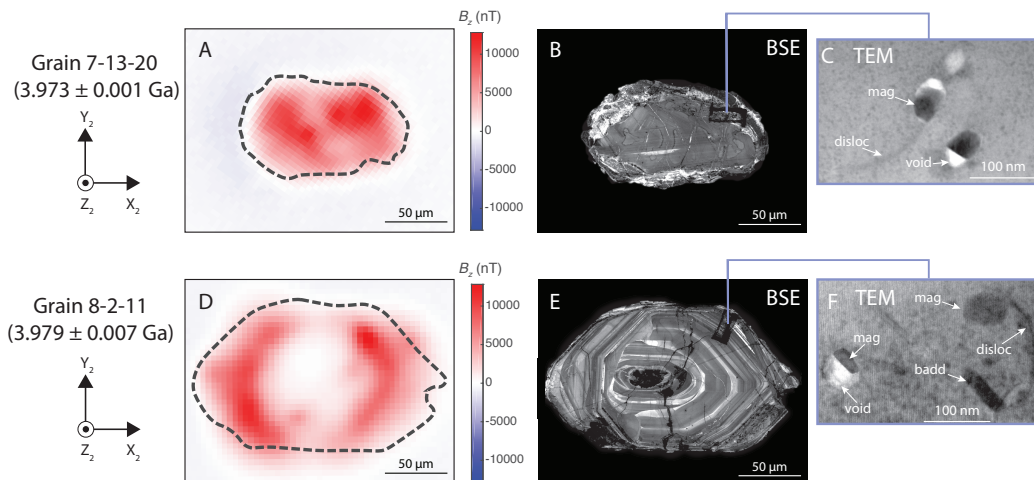 Grain 7-13-20
(3.973 ± 0.001 Ga)
Y2
Z2
X2
A
50 µm
Bz (nT)
10000
5000
0
-5000
-10000
B
BSE
50 µm
C
TEM
mag
disloc
void
100 nm
Grain 8-2-11
(3.979 ± 0.007 Ga)
Y2
Z2
X2
D
50 µm
Bz (nT)
10000
5000
0
-5000
-10000
E
BSE
50 µm
F
TEM
mag
mag
disloc
badd
void
100 nm